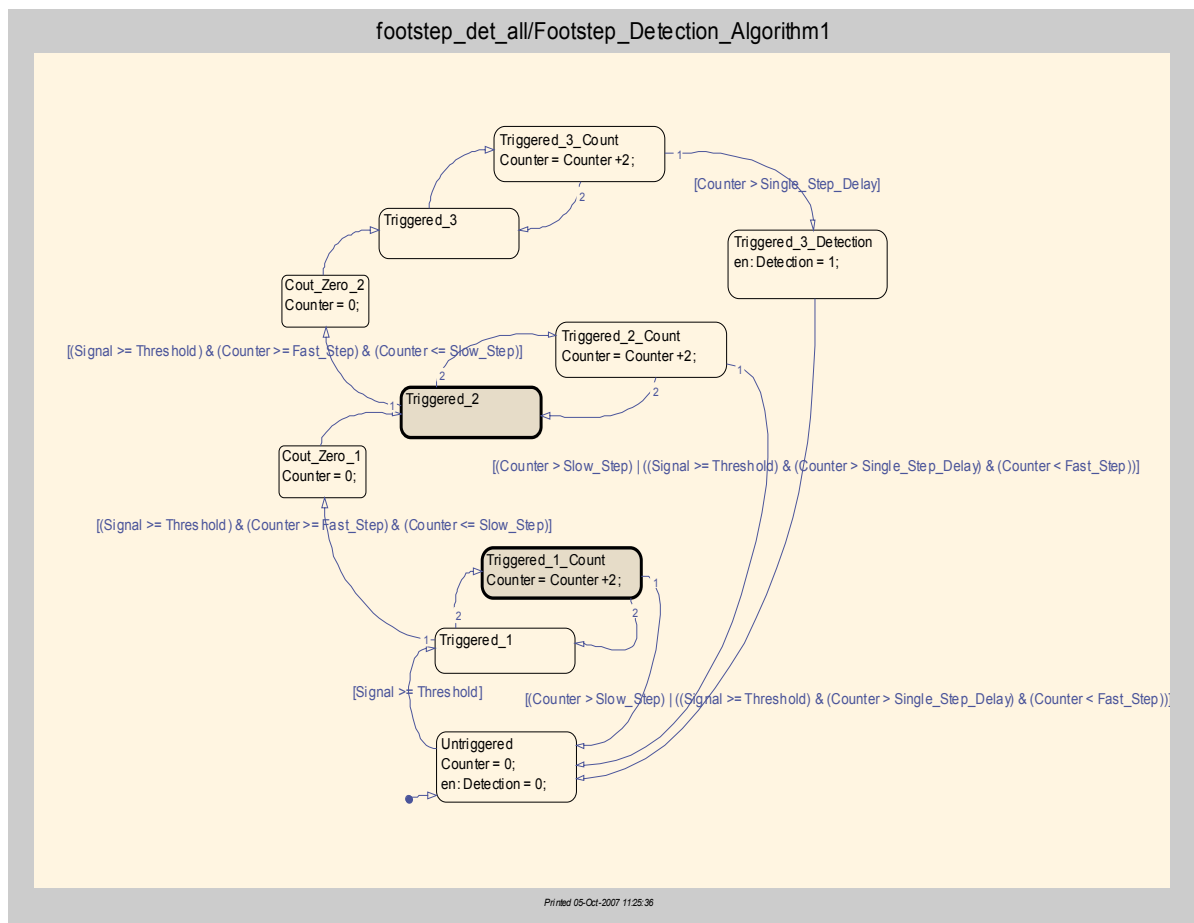 footstep_det_all/Footstep_Detection_Algorithm1
Triggered_3_Count
Counter = Counter +2;
1
[Counter > Single_Step_Delay]
2
Triggered_3
Triggered_3_Detection
en: Detection = 1;
Cout_Zero_2
Counter = 0;
Triggered_2_Count
Counter = Counter +2;
[(Signal >= Threshold) & (Counter >= Fast_Step) & (Counter <= Slow_Step)]
1
2
2
1
Triggered_2
Cout_Zero_1
Counter = 0;
[(Counter > Slow_Step) | ((Signal >= Threshold) & (Counter > Single_Step_Delay) & (Counter < Fast_Step))]
[(Signal >= Threshold) & (Counter >= Fast_Step) & (Counter <= Slow_Step)]
Triggered_1_Count
Counter = Counter +2;
1
2
2
1
Triggered_1
[Signal >= Threshold]
[(Counter > Slow_Step) | ((Signal >= Threshold) & (Counter > Single_Step_Delay) & (Counter < Fast_Step))]
Untriggered
Counter = 0;
en: Detection = 0;
Printed 05-Oct-2007 11:25:36